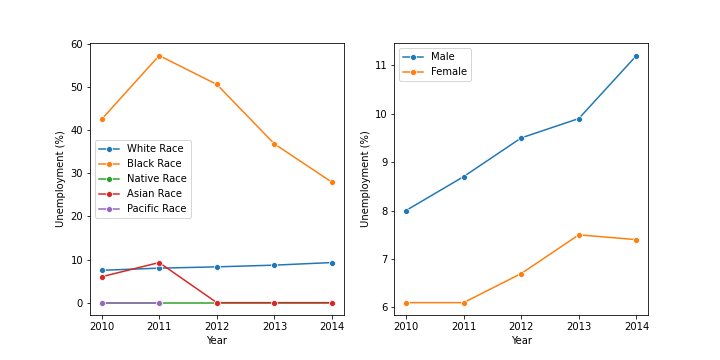 60
50
40
30
20
10
0
Unemployment (%)
White Race
Black Race
Native Race
Asian Race
Pacific Race
2010 2011 2012 2013 2014
Year
11
10
9
8
7
6
Unemployment (%)
Male
Female
2010 2011 2012 2013 2014
Year